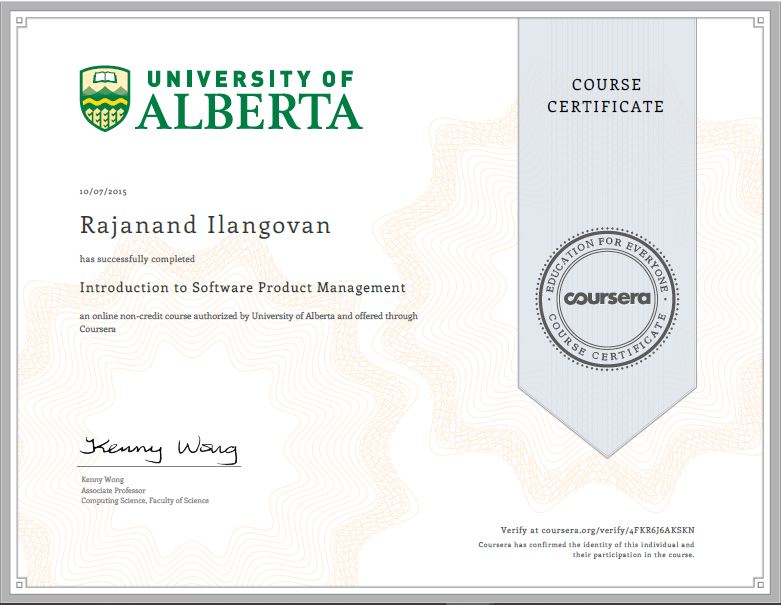 UNIVERSITY OF
ALBERTA
COURSE
CERTIFICATE
10/07/2015
Rajanand Ilangovan
has successfully completed
Introduction to Software Product Management
an online non-credit course authorized by University of Alberta and offered through
Coursera
EDUCATION FOR EVERYONE
coursera
COURSE CERTIFICATE
Kenny Wong
Kenny Wong
Associate Professor
Computing Science, Faculty of Science
Verify at coursera.org/verify/4FKR6J6AKSKN
Coursera has confirmed the identity of this individual and
their participation in the course.